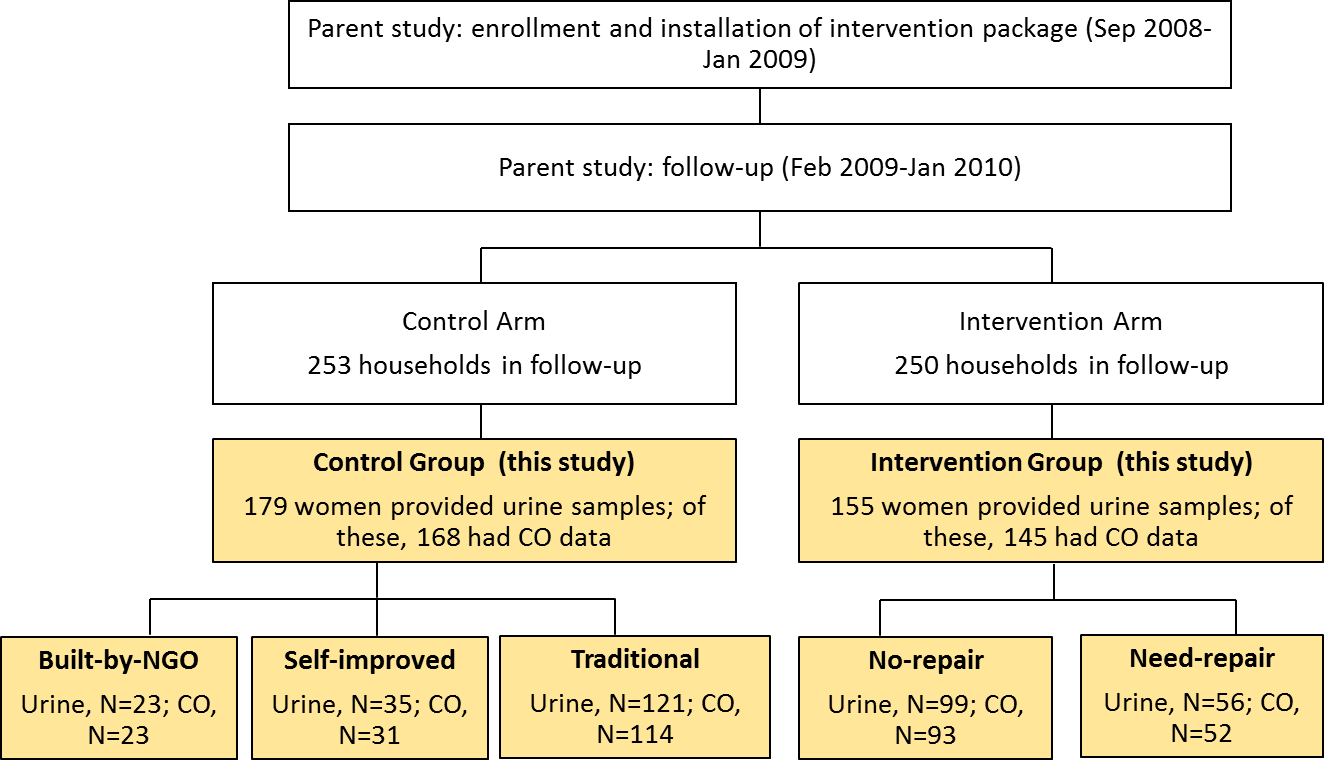 Parent study: enrollment and installation of intervention package (Sep 2008-
Jan 2009)
Parent study: follow-up (Feb 2009-Jan 2010)
Control Arm
253 households in follow-up
Intervention Arm
250 households in follow-up
Control Group (this study)
179 women provided urine samples; of
these, 168 had CO data
Intervention Group (this study)
155 women provided urine samples; of
these, 145 had CO data
Built-by-NGO
Urine, N=23; CO,
N=23
Self-improved
Urine, N=35; CO,
N=31
Traditional
Urine, N=121; CO,
N=114
No-repair
Urine, N=99; CO,
N=93
Need-repair
Urine, N=56; CO,
N=52